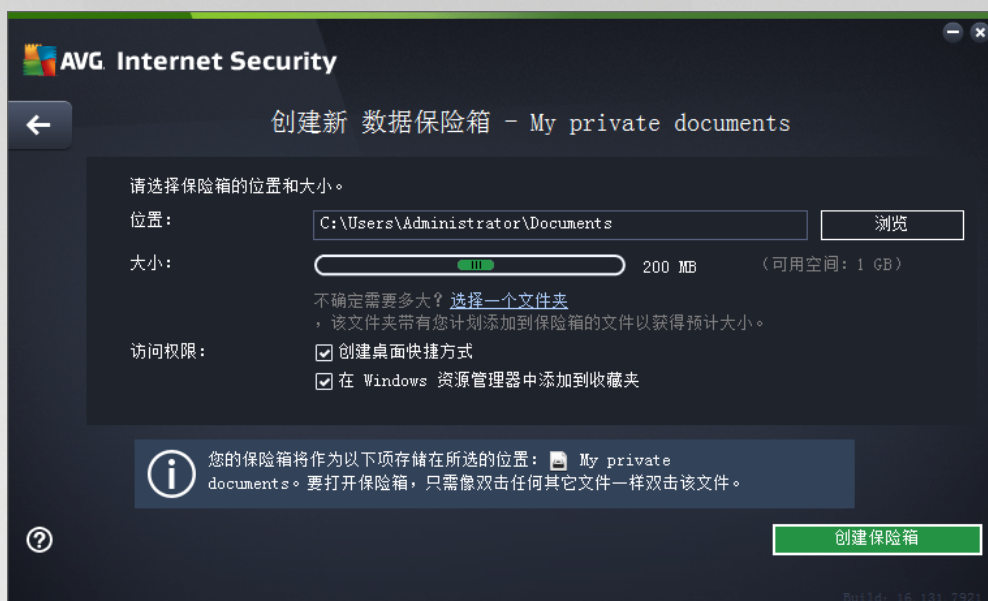 AVG Internet Security
创建新 数据保险箱 - My private documents
请选择保险箱的位置和大小。
位置: C:\Users\Administrator\Documents 浏览
大小: 200 MB (可用空间: 1 GB)
不确定需要多大? 选择一个文件夹
,该文件夹带有您计划添加到保险箱的文件以获得预计大小。
访问权限: 创建桌面快捷方式
在 Windows 资源管理器中添加到收藏夹
您的保险箱将作为以下项存储在所选的位置: My private
documents。要打开保险箱,只需像双击任何其它文件一样双击该文件。
创建保险箱
Build: 16.131.7921